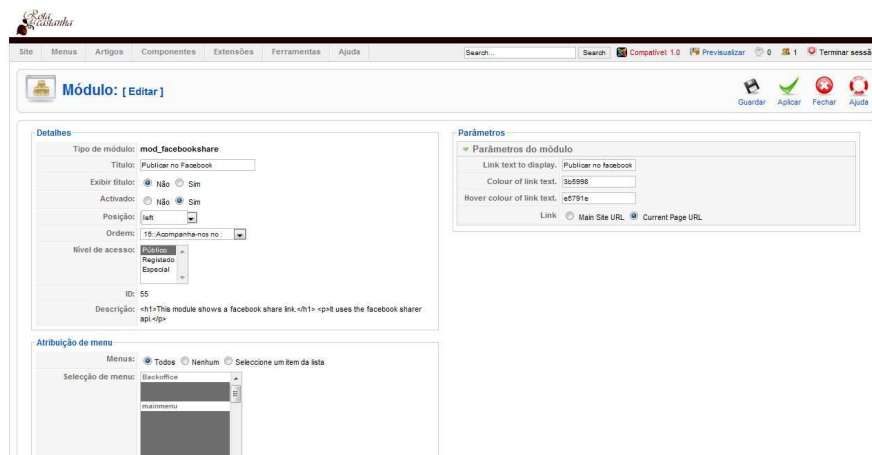 Rota
da castanha
Site Menus Artigos Componentes Extensões Ferramentas Ajuda Search... Search Compatível 1.0 Previsualizar 0 1 Terminar sessã
Módulo: [ Editar ]
Guardar Aplicar Fechar Ajuda
Detalhes
Tipo de módulo: mod_facebookshare
Título: Publicar no Facebook
Exibir título: Não Sim
Activado: Não Sim
Posição: left
Ordem: 15::Acompanha-nos no :
Nível de acesso: Público
Registado
Especial
ID: 55
Descrição: <h1>This module shows a facebook share link.</h1> <p>It uses the facebook sharer
api.</p>
Atribuição de menu
Menus: Todos Nenhum Seleccione um item da lista
Selecção de menu: Backoffice
mainmenu
Parâmetros
Parâmetros do módulo
Link text to display. Publicar no facebook
Colour of link text. 3b5998
Hover colour of link text. e8791e
Link Main Site URL Current Page URL